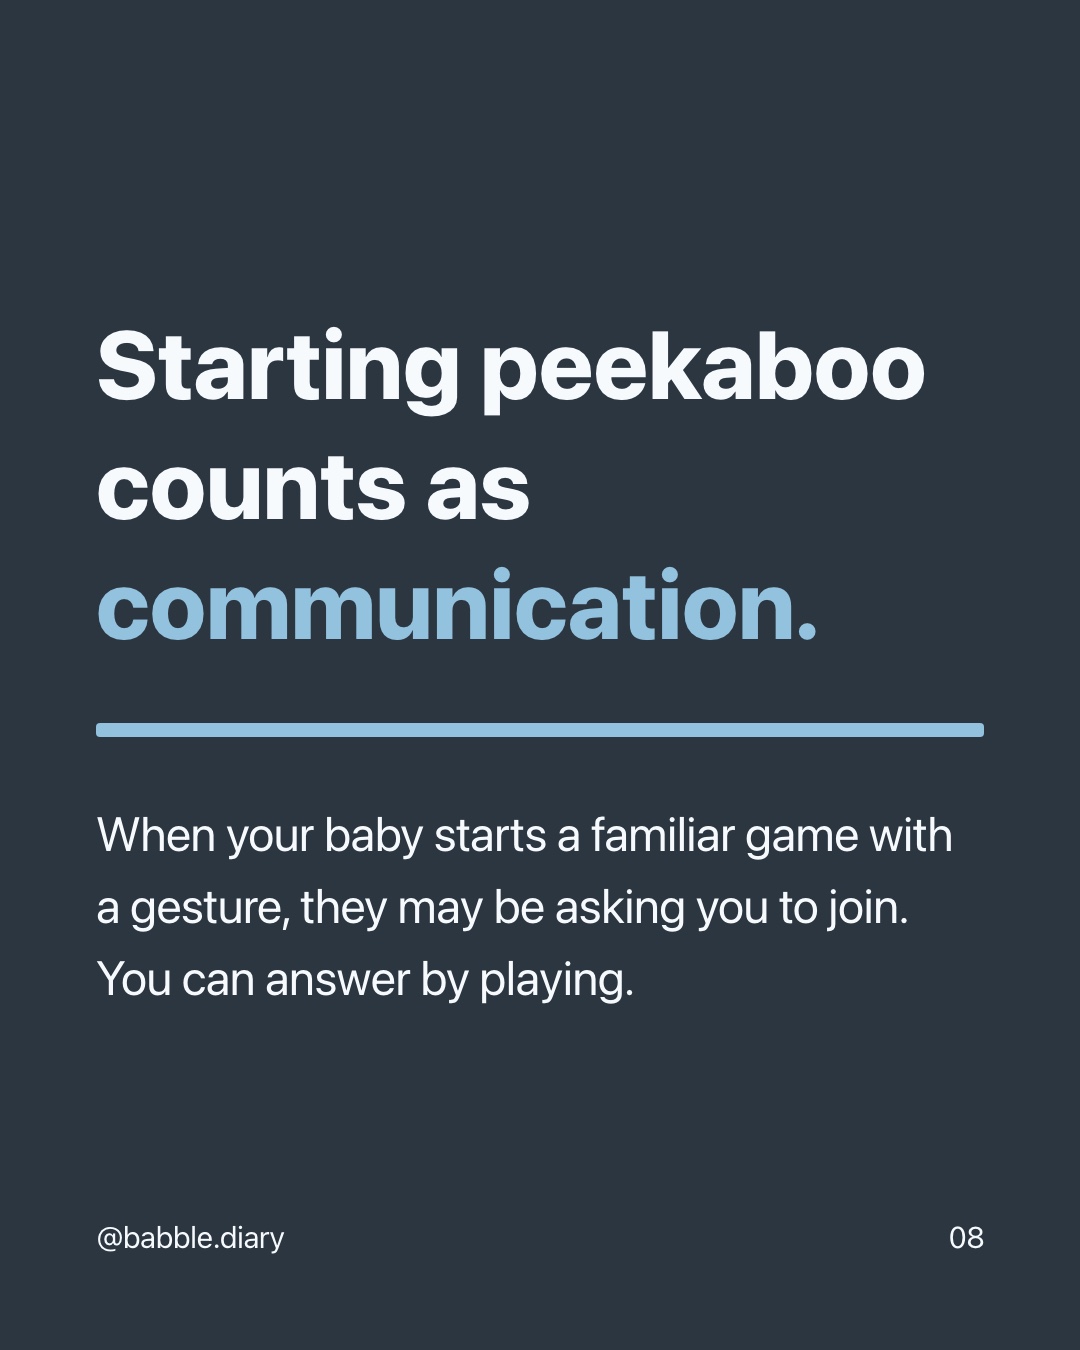 Starting peekaboo
counts as
communication.
When your baby starts a familiar game with
a gesture, they may be asking you to join.
You can answer by playing.
@babble.diary
08